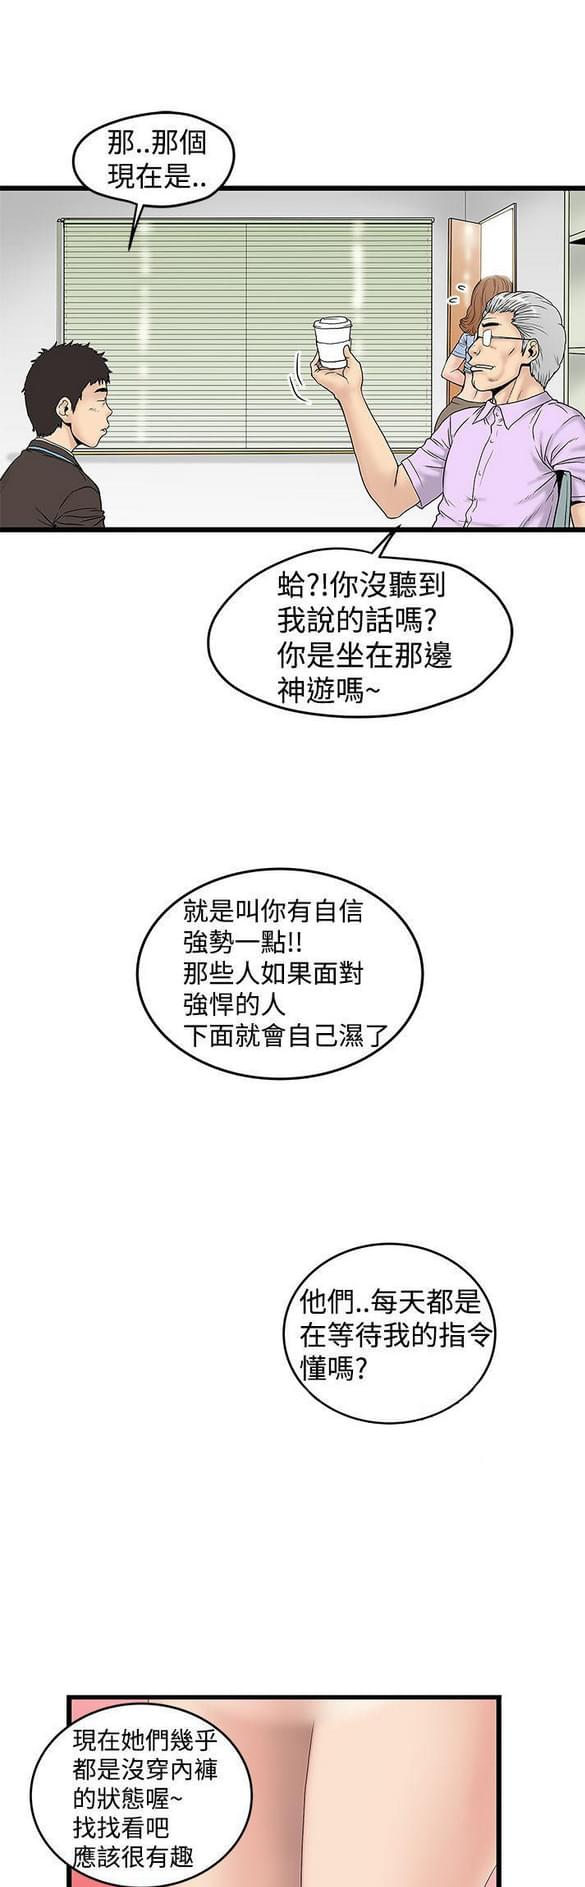 那..那個
現在是..
蛤?!你沒聽到
我說的話嗎?
你是坐在那邊
神遊嗎~
就是叫你有自信
強勢一點!!
那些人如果面對
強悍的人
下面就會自己濕了
他們..每天都是
在等待我的指令
懂嗎?
現在她們幾乎
都是沒穿內褲
的狀態喔~
找找看吧
應該很有趣